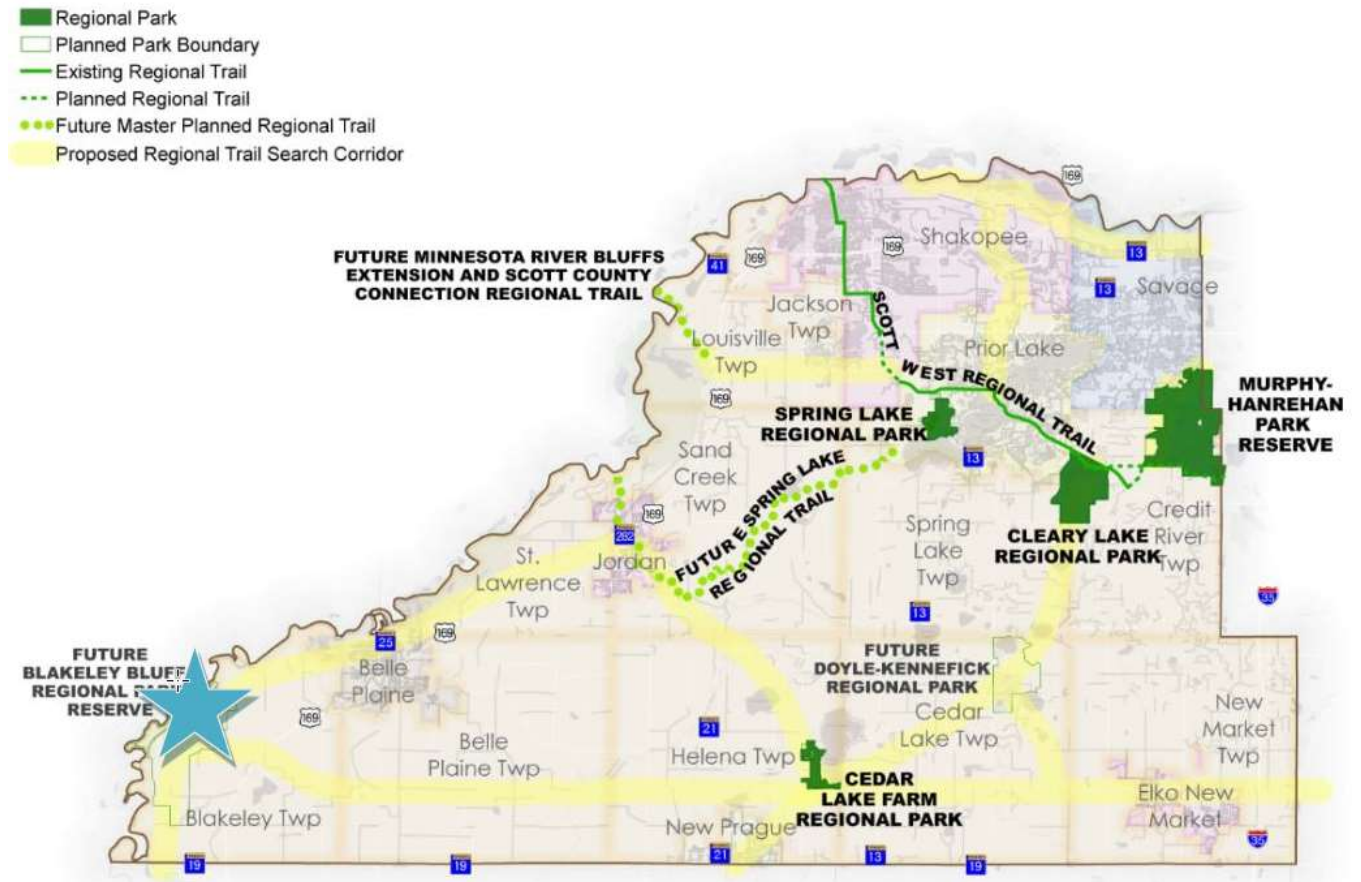 Regional Park
Planned Park Boundary
Existing Regional Trail
Planned Regional Trail
Future Master Planned Regional Trail
Proposed Regional Trail Search Corridor
169
FUTURE MINNESOTA RIVER BLUFFS
EXTENSION AND SCOTT COUNTY
CONNECTION REGIONAL TRAIL
41
169
169
Shakopee
13
13
Savage
Jackson
Twp
SCOTT
WEST REGIONAL TRAIL
Louisville
Twp
Prior Lake
169
SPRING LAKE
REGIONAL PARK
MURPHY-
HANREHAN
PARK
RESERVE
Sand
Creek
Twp
13
169
282
FUTURE SPRING LAKE
REGIONAL TRAIL
Spring
Lake
Twp
CLEARY LAKE
REGIONAL PARK
Credit
River
Twp
St.
Lawrence
Twp
Jordan
35
13
25
169
FUTURE
BLAKELEY BLUFF
REGIONAL PARK
RESERVE
Belle
Plaine
FUTURE
DOYLE-KENNEFICK
REGIONAL PARK
Cedar
Lake Twp
New
Market
Twp
169
21
Belle
Plaine Twp
Helena Twp
CEDAR
LAKE FARM
REGIONAL PARK
Elko New
Market
Blakeley Twp
New Prague
35
19
19
21
13
19